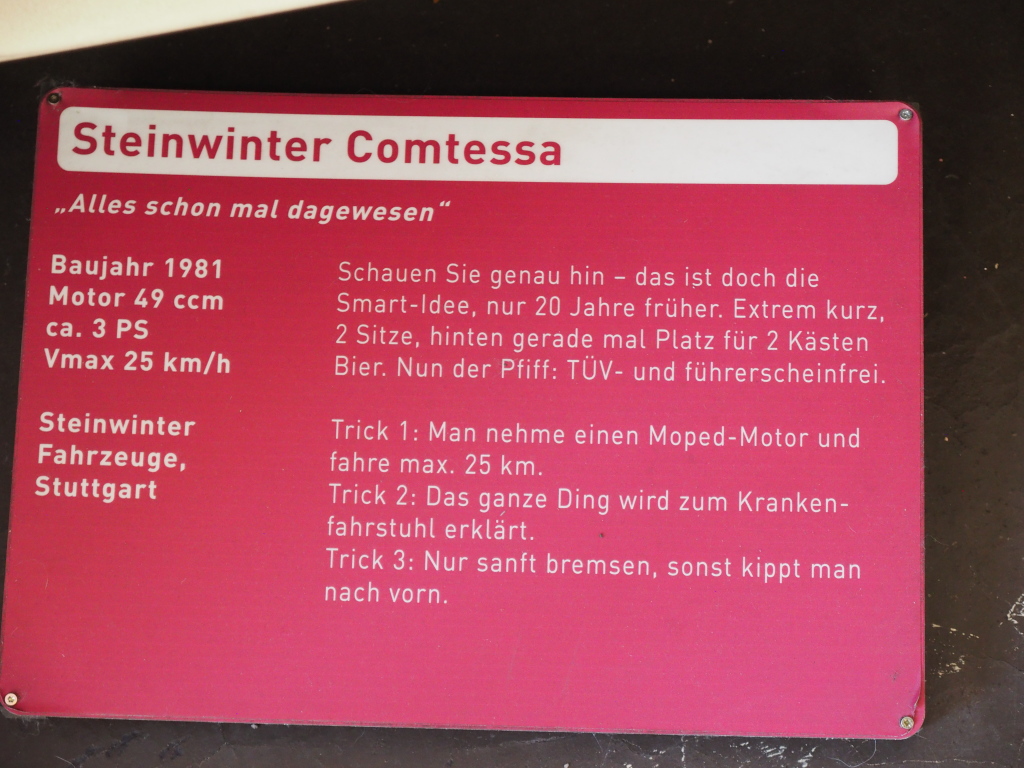 Steinwinter Comtessa
„Alles schon mal dagewesen“
Baujahr 1981
Motor 49 ccm
ca. 3 PS
Vmax 25 km/h
Steinwinter
Fahrzeuge,
Stuttgart
Schauen Sie genau hin – das ist doch die
Smart-Idee, nur 20 Jahre früher. Extrem kurz,
2 Sitze, hinten gerade mal Platz für 2 Kästen
Bier. Nun der Pfiff: TÜV- und führerscheinfrei.
Trick 1: Man nehme einen Moped-Motor und
fahre max. 25 km.
Trick 2: Das ganze Ding wird zum Kranken-
fahrstuhl erklärt.
Trick 3: Nur sanft bremsen, sonst kippt man
nach vorn.